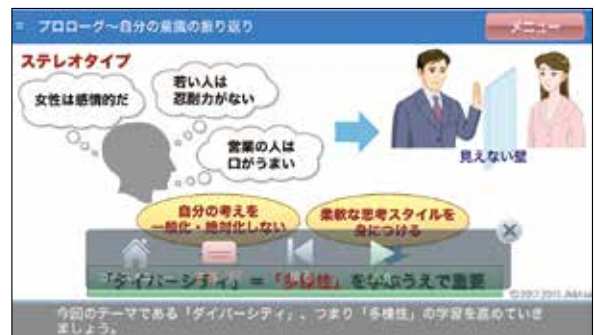 プロローグ～自分の意識の振り返り
メニュー
ステレオタイプ
女性は感情的だ
若い人は
忍耐力がない
営業の人は
口がうまい
見えない壁
自分の考えを
一般化・絶対化しない
柔軟な思考スタイルを
身につける
「ダイバーシティ」＝「多様性」を学ぶうえで重要
今回のテーマである「ダイバーシティ」、つまり「多様性」の学習を進めていき
ましょう。